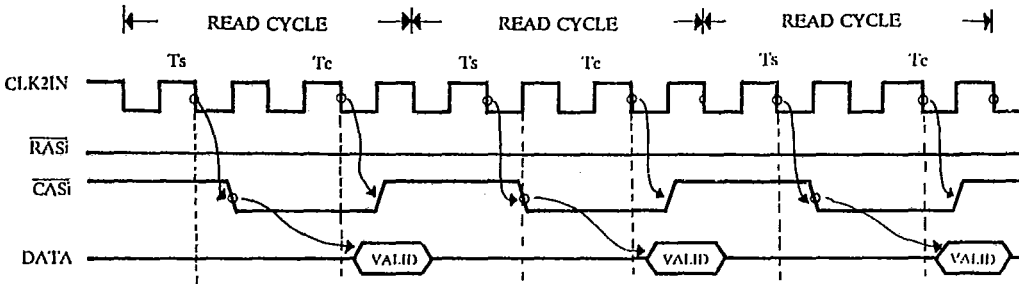 READ CYCLE READ CYCLE READ CYCLE
Ts Tc Ts Tc Ts Tc
CLK2IN
RASi
CASi
DATA VALID VALID VALID